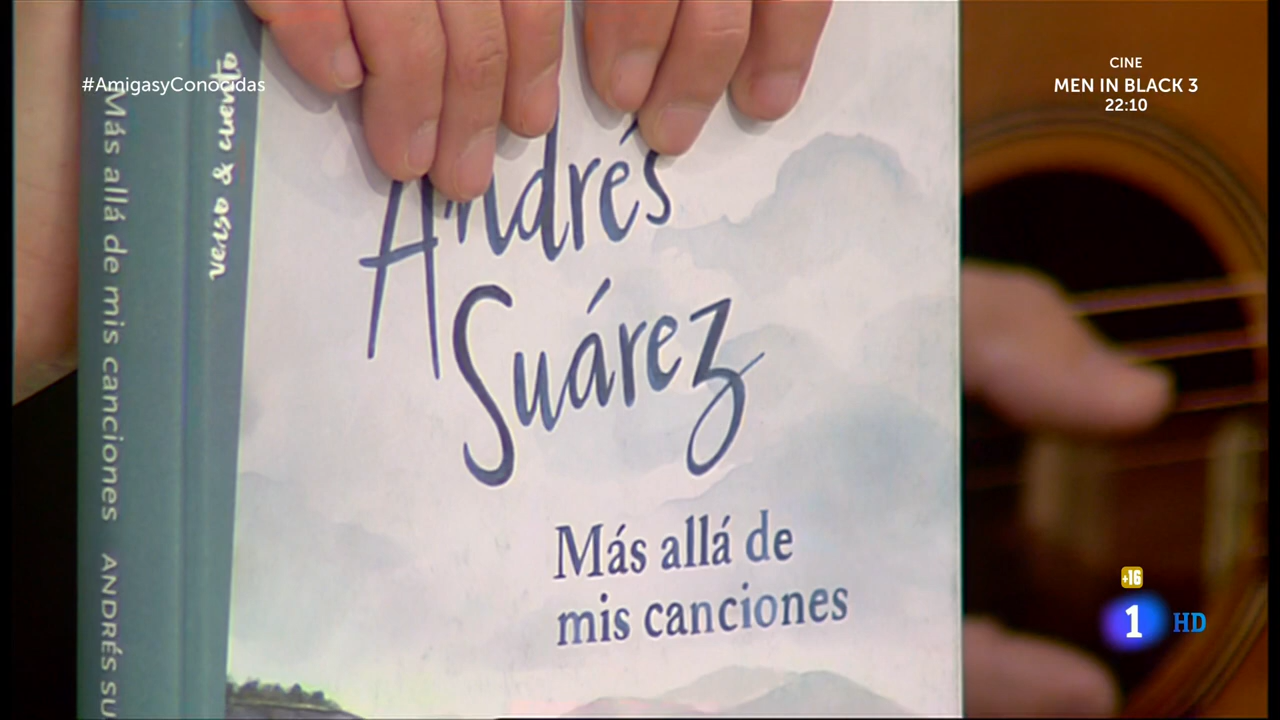 #AmigasyConocidas
CINE
MEN IN BLACK 3
22:10
verso & cuento
Más allá de mis canciones ANDRÉS SU
Andrés
Suárez
Más allá de
mis canciones
+16
1 HD